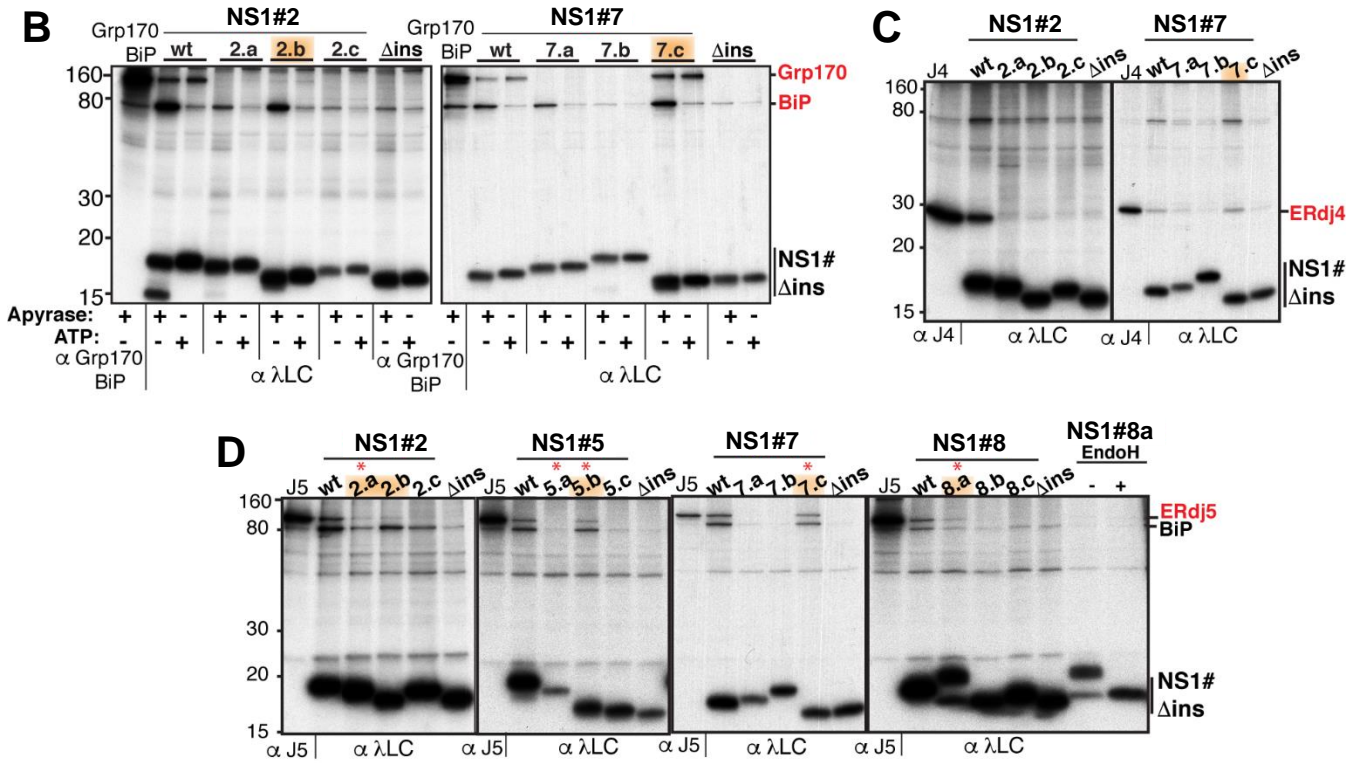 B
Grp170
BiP
NS1#2
wt 2.a 2.b 2.c Δins
Grp170
BiP
NS1#7
wt 7.a 7.b 7.c Δins
160
80
30
20
15
Grp170
BiP
NS1#
Δins
Apyrase: + + - + - + - + - + - + + - + - + - + - + -
ATP: - - + - + - + - + - + - - + - + - + - + - +
α Grp170
BiP
α λLC
α Grp170
BiP
α λLC
C
NS1#2
NS1#7
J4 wt 2.a 2.b 2.c Δins
J4 wt 7.a 7.b 7.c Δins
160
80
30
20
15
ERdj4
NS1#
Δins
α J4 α λLC α J4 α λLC
D
NS1#2
*
J5 wt 2.a 2.b 2.c Δins
NS1#5
* *
J5 wt 5.a 5.b 5.c Δins
NS1#7
*
J5 wt 7.a 7.b 7.c Δins
NS1#8
*
J5 wt 8.a 8.b 8.c Δins
NS1#8a
EndoH
- +
160
80
30
20
15
ERdj5
BiP
NS1#
Δins
α J5 α λLC α J5 α λLC α J5 α λLC α J5 α λLC